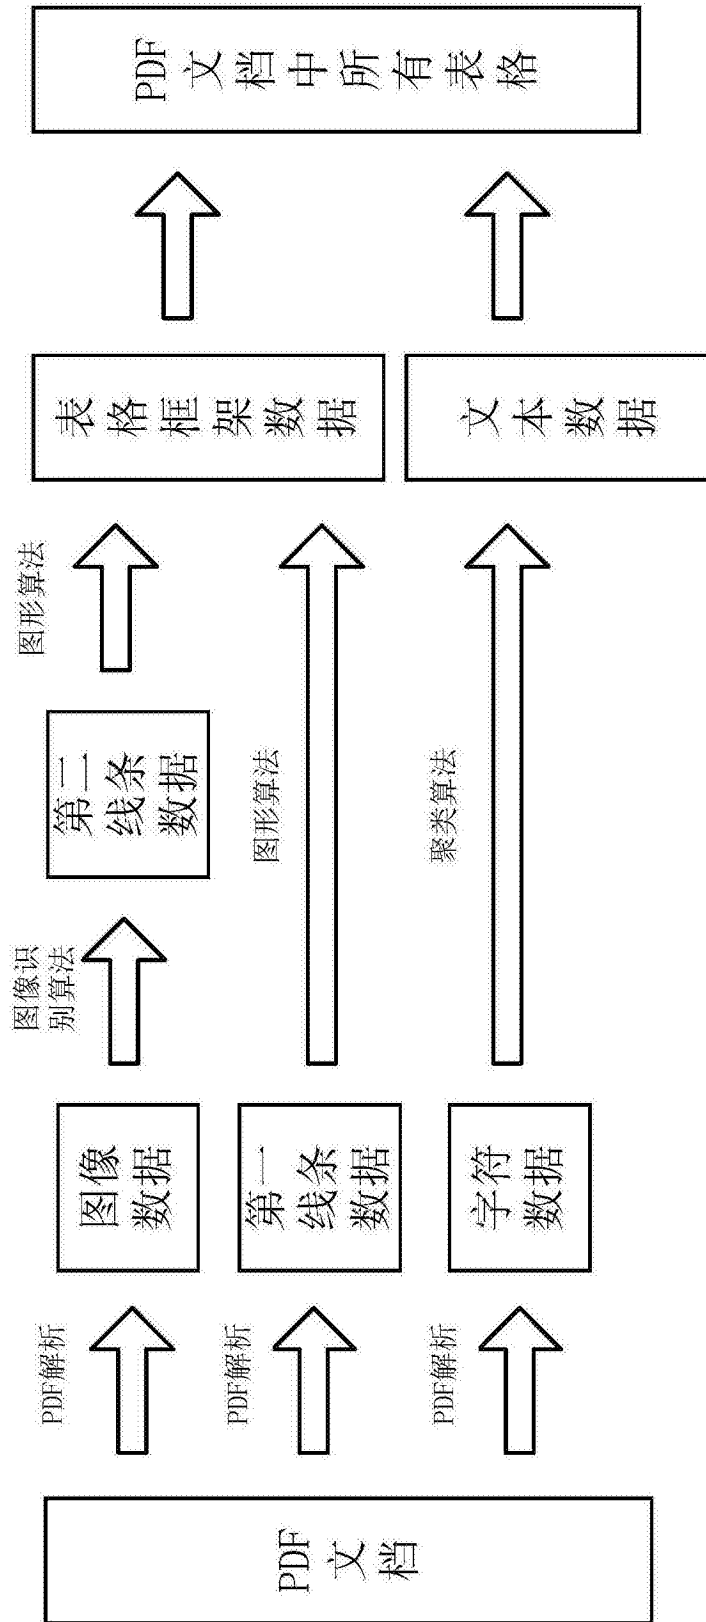 PDF文档
PDF解析
PDF解析
PDF解析
图像
数据
第一
线条
数据
字符
数据
图像识
别算法
第二
线条
数据
图形算法
图形算法
聚类算法
表格框架数据
文本数据
PDF文档中所有表格